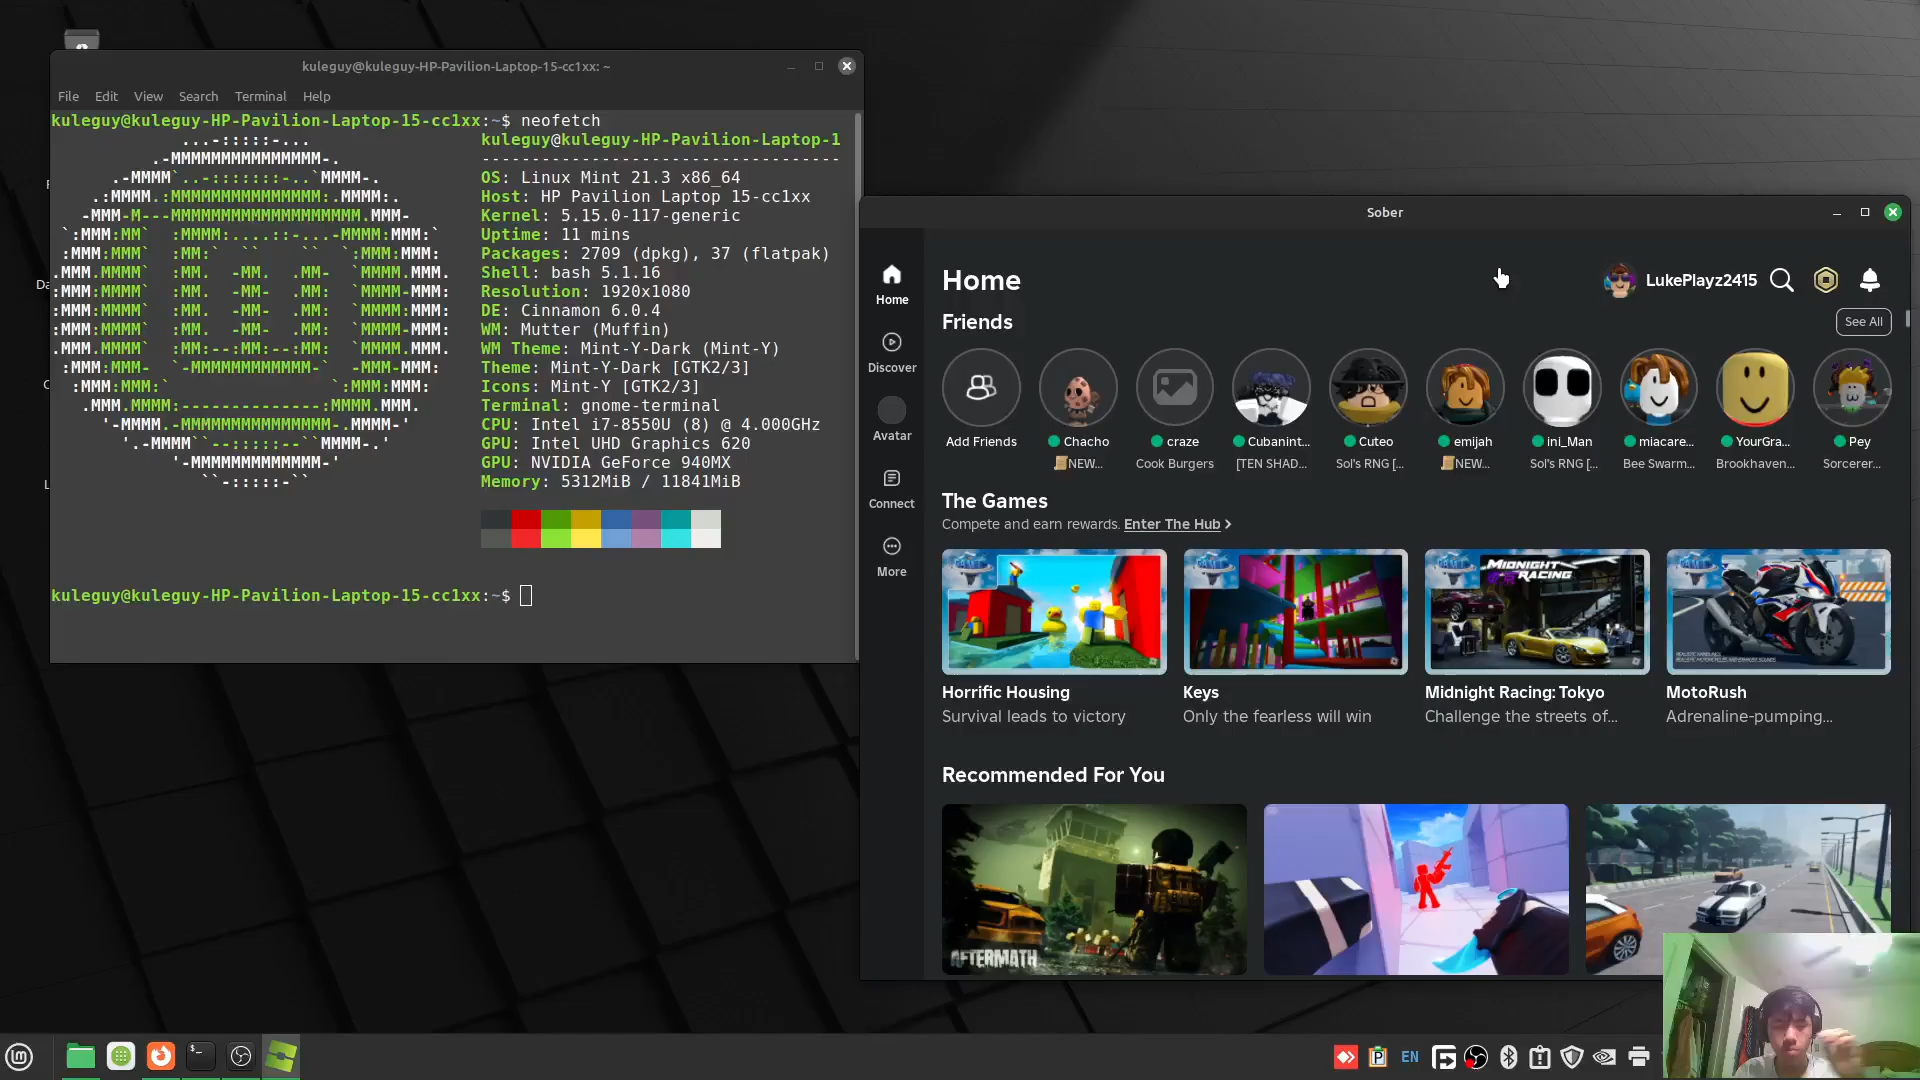 kuleguy@kuleguy-HP-Pavilion-Laptop-15-cc1xx: ~
File Edit View Search Terminal Help
kuleguy@kuleguy-HP-Pavilion-Laptop-15-cc1xx:~$ neofetch
kuleguy@kuleguy-HP-Pavilion-Laptop-1
------------------------------------
OS: Linux Mint 21.3 x86_64
Host: HP Pavilion Laptop 15-cc1xx
Kernel: 5.15.0-117-generic
Uptime: 11 mins
Packages: 2709 (dpkg), 37 (flatpak)
Shell: bash 5.1.16
Resolution: 1920x1080
DE: Cinnamon 6.0.4
WM: Mutter (Muffin)
WM Theme: Mint-Y-Dark (Mint-Y)
Theme: Mint-Y-Dark [GTK2/3]
Icons: Mint-Y [GTK2/3]
Terminal: gnome-terminal
CPU: Intel i7-8550U (8) @ 4.000GHz
GPU: Intel UHD Graphics 620
GPU: NVIDIA GeForce 940MX
Memory: 5312MiB / 11841MiB
kuleguy@kuleguy-HP-Pavilion-Laptop-15-cc1xx:~$
Sober
Home
Discover
Avatar
Connect
More
Home
LukePlayz2415
Friends
See All
Add Friends
Chacho
NEW...
craze
Cook Burgers
Cubanint...
[TEN SHAD...
Cuteo
Sol's RNG [...
emijah
NEW...
ini_Man
Sol's RNG [...
miacare...
Bee Swarm...
YourGra...
Brookhaven...
Pey
Sorcerer...
The Games
Compete and earn rewards. Enter The Hub >
MIDNIGHT RACING
Horrific Housing
Survival leads to victory
Keys
Only the fearless will win
Midnight Racing: Tokyo
Challenge the streets of...
MotoRush
Adrenaline-pumping...
Recommended For You
AFTERMATH
EN